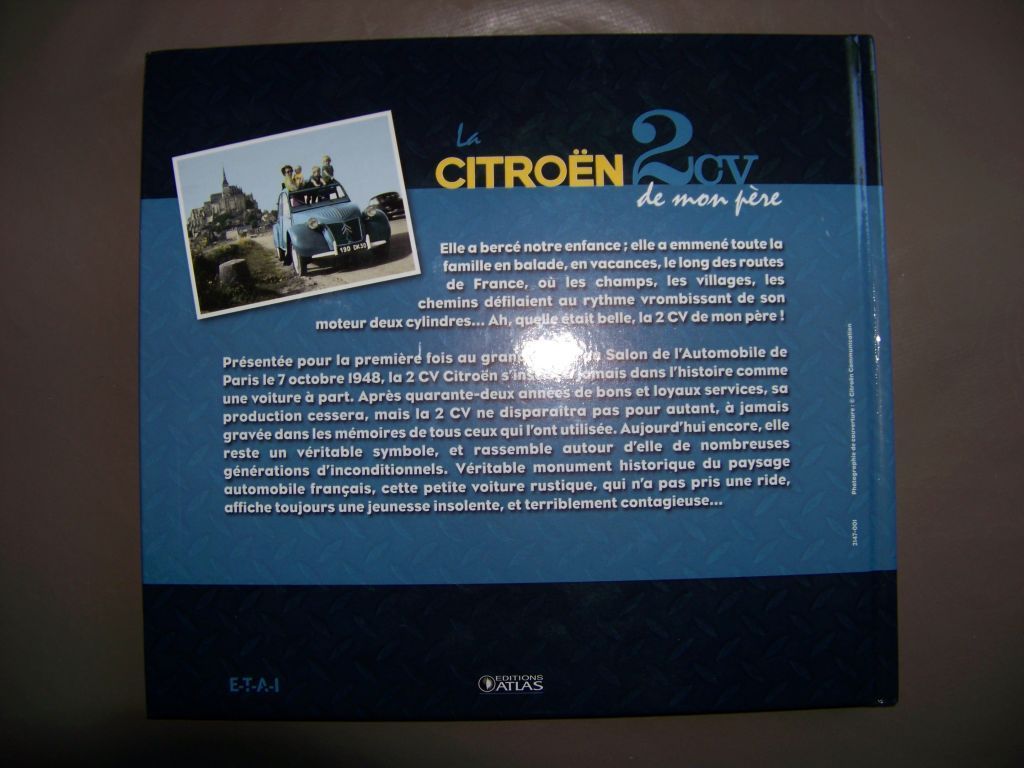 La
CITROËN 2CV
de mon père
190 DK50
Elle a bercé notre enfance ; elle a emmené toute la
famille en balade, en vacances, le long des routes
de France, où les champs, les villages, les
chemins défilaient au rythme vrombissant de son
moteur deux cylindres... Ah, quelle était belle, la 2 CV de mon père !
Présentée pour la première fois au grand Salon de l'Automobile de
Paris le 7 octobre 1948, la 2 CV Citroën jamais dans l'histoire comme
une voiture à part. Après quarante-deux années de bons et loyaux services, sa
production cessera, mais la 2 CV ne disparaîtra pas pour autant, à jamais
gravée dans les mémoires de tous ceux qui l'ont utilisée. Aujourd'hui encore, elle
reste un véritable symbole, et rassemble autour d'elle de nombreuses
générations d'inconditionnels. Véritable monument historique du paysage
automobile français, cette petite voiture rustique, qui n'a pas pris une ride,
affiche toujours une jeunesse insolente, et terriblement contagieuse...
Photographie de couverture : © Citroën Communication
2147-001
E-T-A-I
EDITIONS
ATLAS